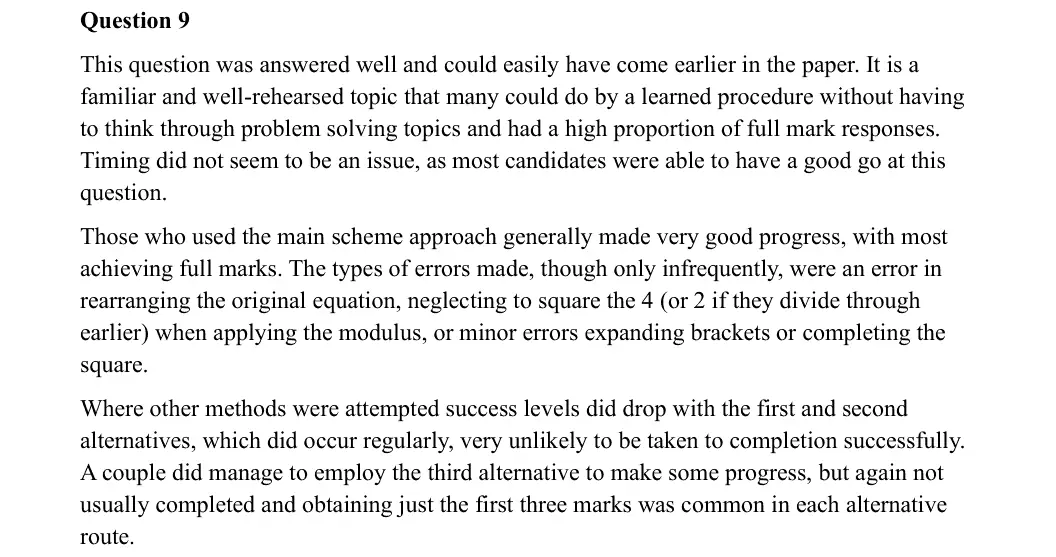 Question 9
This question was answered well and could easily have come earlier in the paper. It is a
familiar and well-rehearsed topic that many could do by a learned procedure without having
to think through problem solving topics and had a high proportion of full mark responses.
Timing did not seem to be an issue, as most candidates were able to have a good go at this
question.
Those who used the main scheme approach generally made very good progress, with most
achieving full marks. The types of errors made, though only infrequently, were an error in
rearranging the original equation, neglecting to square the 4 (or 2 if they divide through
earlier) when applying the modulus, or minor errors expanding brackets or completing the
square.
Where other methods were attempted success levels did drop with the first and second
alternatives, which did occur regularly, very unlikely to be taken to completion successfully.
A couple did manage to employ the third alternative to make some progress, but again not
usually completed and obtaining just the first three marks was common in each alternative
route.